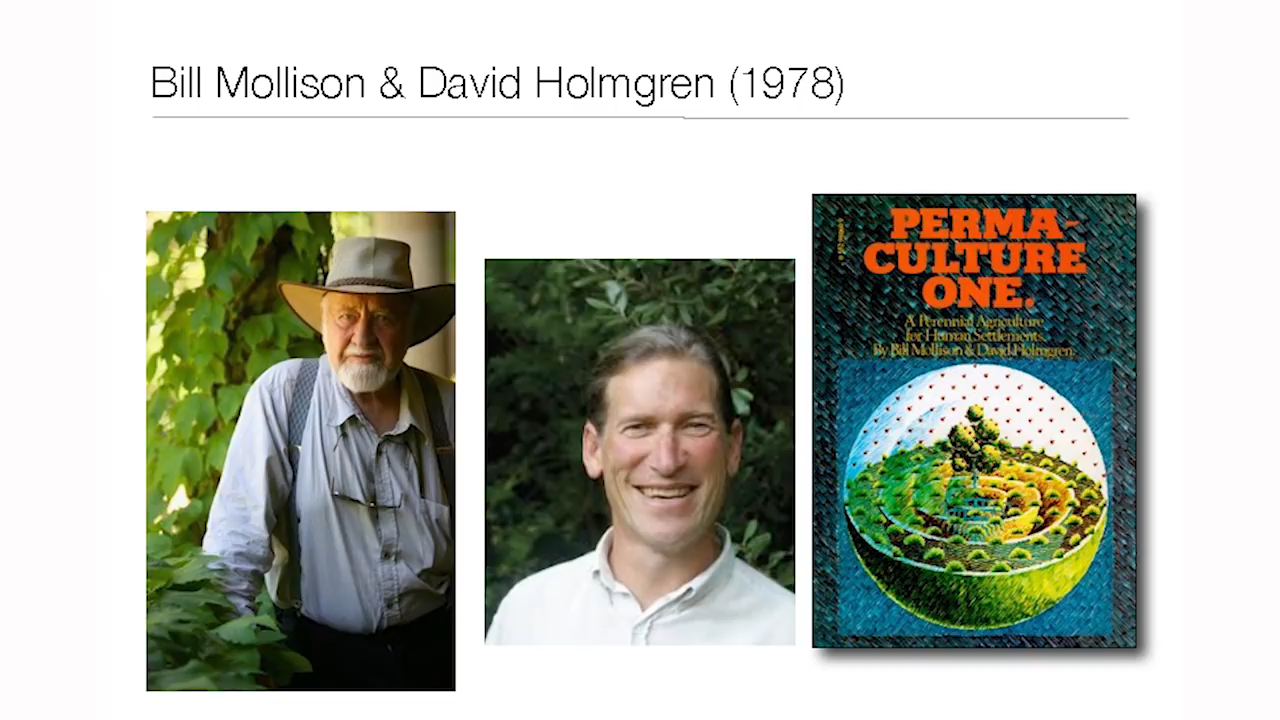 Bill Mollison & David Holmgren (1978)
PERMA-
CULTURE
ONE.
A Perennial Agriculture
for Human Settlements.
By Bill Mollison & David Holmgren.